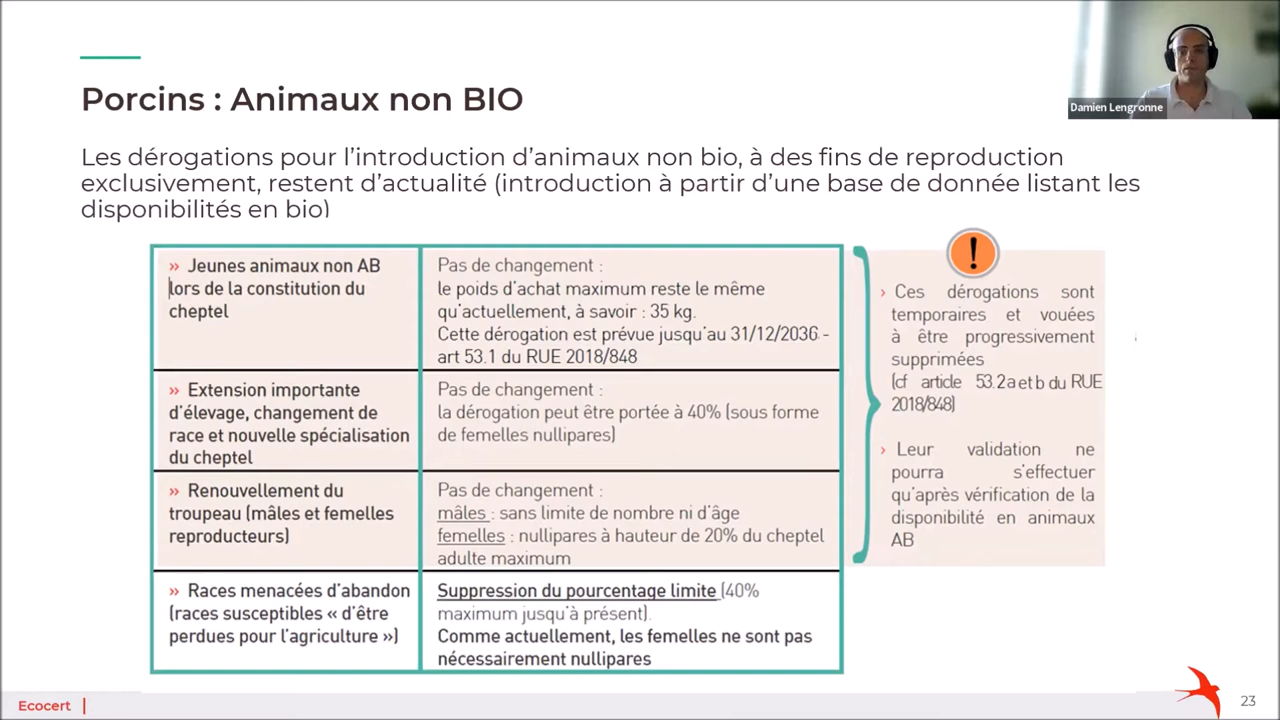 Damien Lengronne
Porcins : Animaux non BIO
Les dérogations pour l'introduction d'animaux non bio, à des fins de reproduction
exclusivement, restent d'actualité (introduction à partir d'une base de donnée listant les
disponibilités en bio)
» Jeunes animaux non AB
lors de la constitution du
cheptel
Pas de changement :
le poids d'achat maximum reste le même
qu'actuellement, à savoir : 35 kg.
Cette dérogation est prévue jusqu'au 31/12/2036 -
art 53.1 du RUE 2018/848
» Extension importante
d'élevage, changement de
race et nouvelle spécialisation
du cheptel
Pas de changement :
la dérogation peut être portée à 40% (sous forme
de femelles nullipares)
» Renouvellement du
troupeau (mâles et femelles
reproducteurs)
Pas de changement :
mâles : sans limite de nombre ni d'âge
femelles : nullipares à hauteur de 20% du cheptel
adulte maximum
» Races menacées d'abandon
(races susceptibles « d'être
perdues pour l'agriculture »)
Suppression du pourcentage limite (40%
maximum jusqu'à présent).
Comme actuellement, les femelles ne sont pas
nécessairement nullipares
!
› Ces dérogations sont
temporaires et vouées
à être progressivement
supprimées
(cf article 53.2a et b du RUE
2018/848)
› Leur validation ne
pourra s'effectuer
qu'après vérification de la
disponibilité en animaux
AB
Ecocert |
23